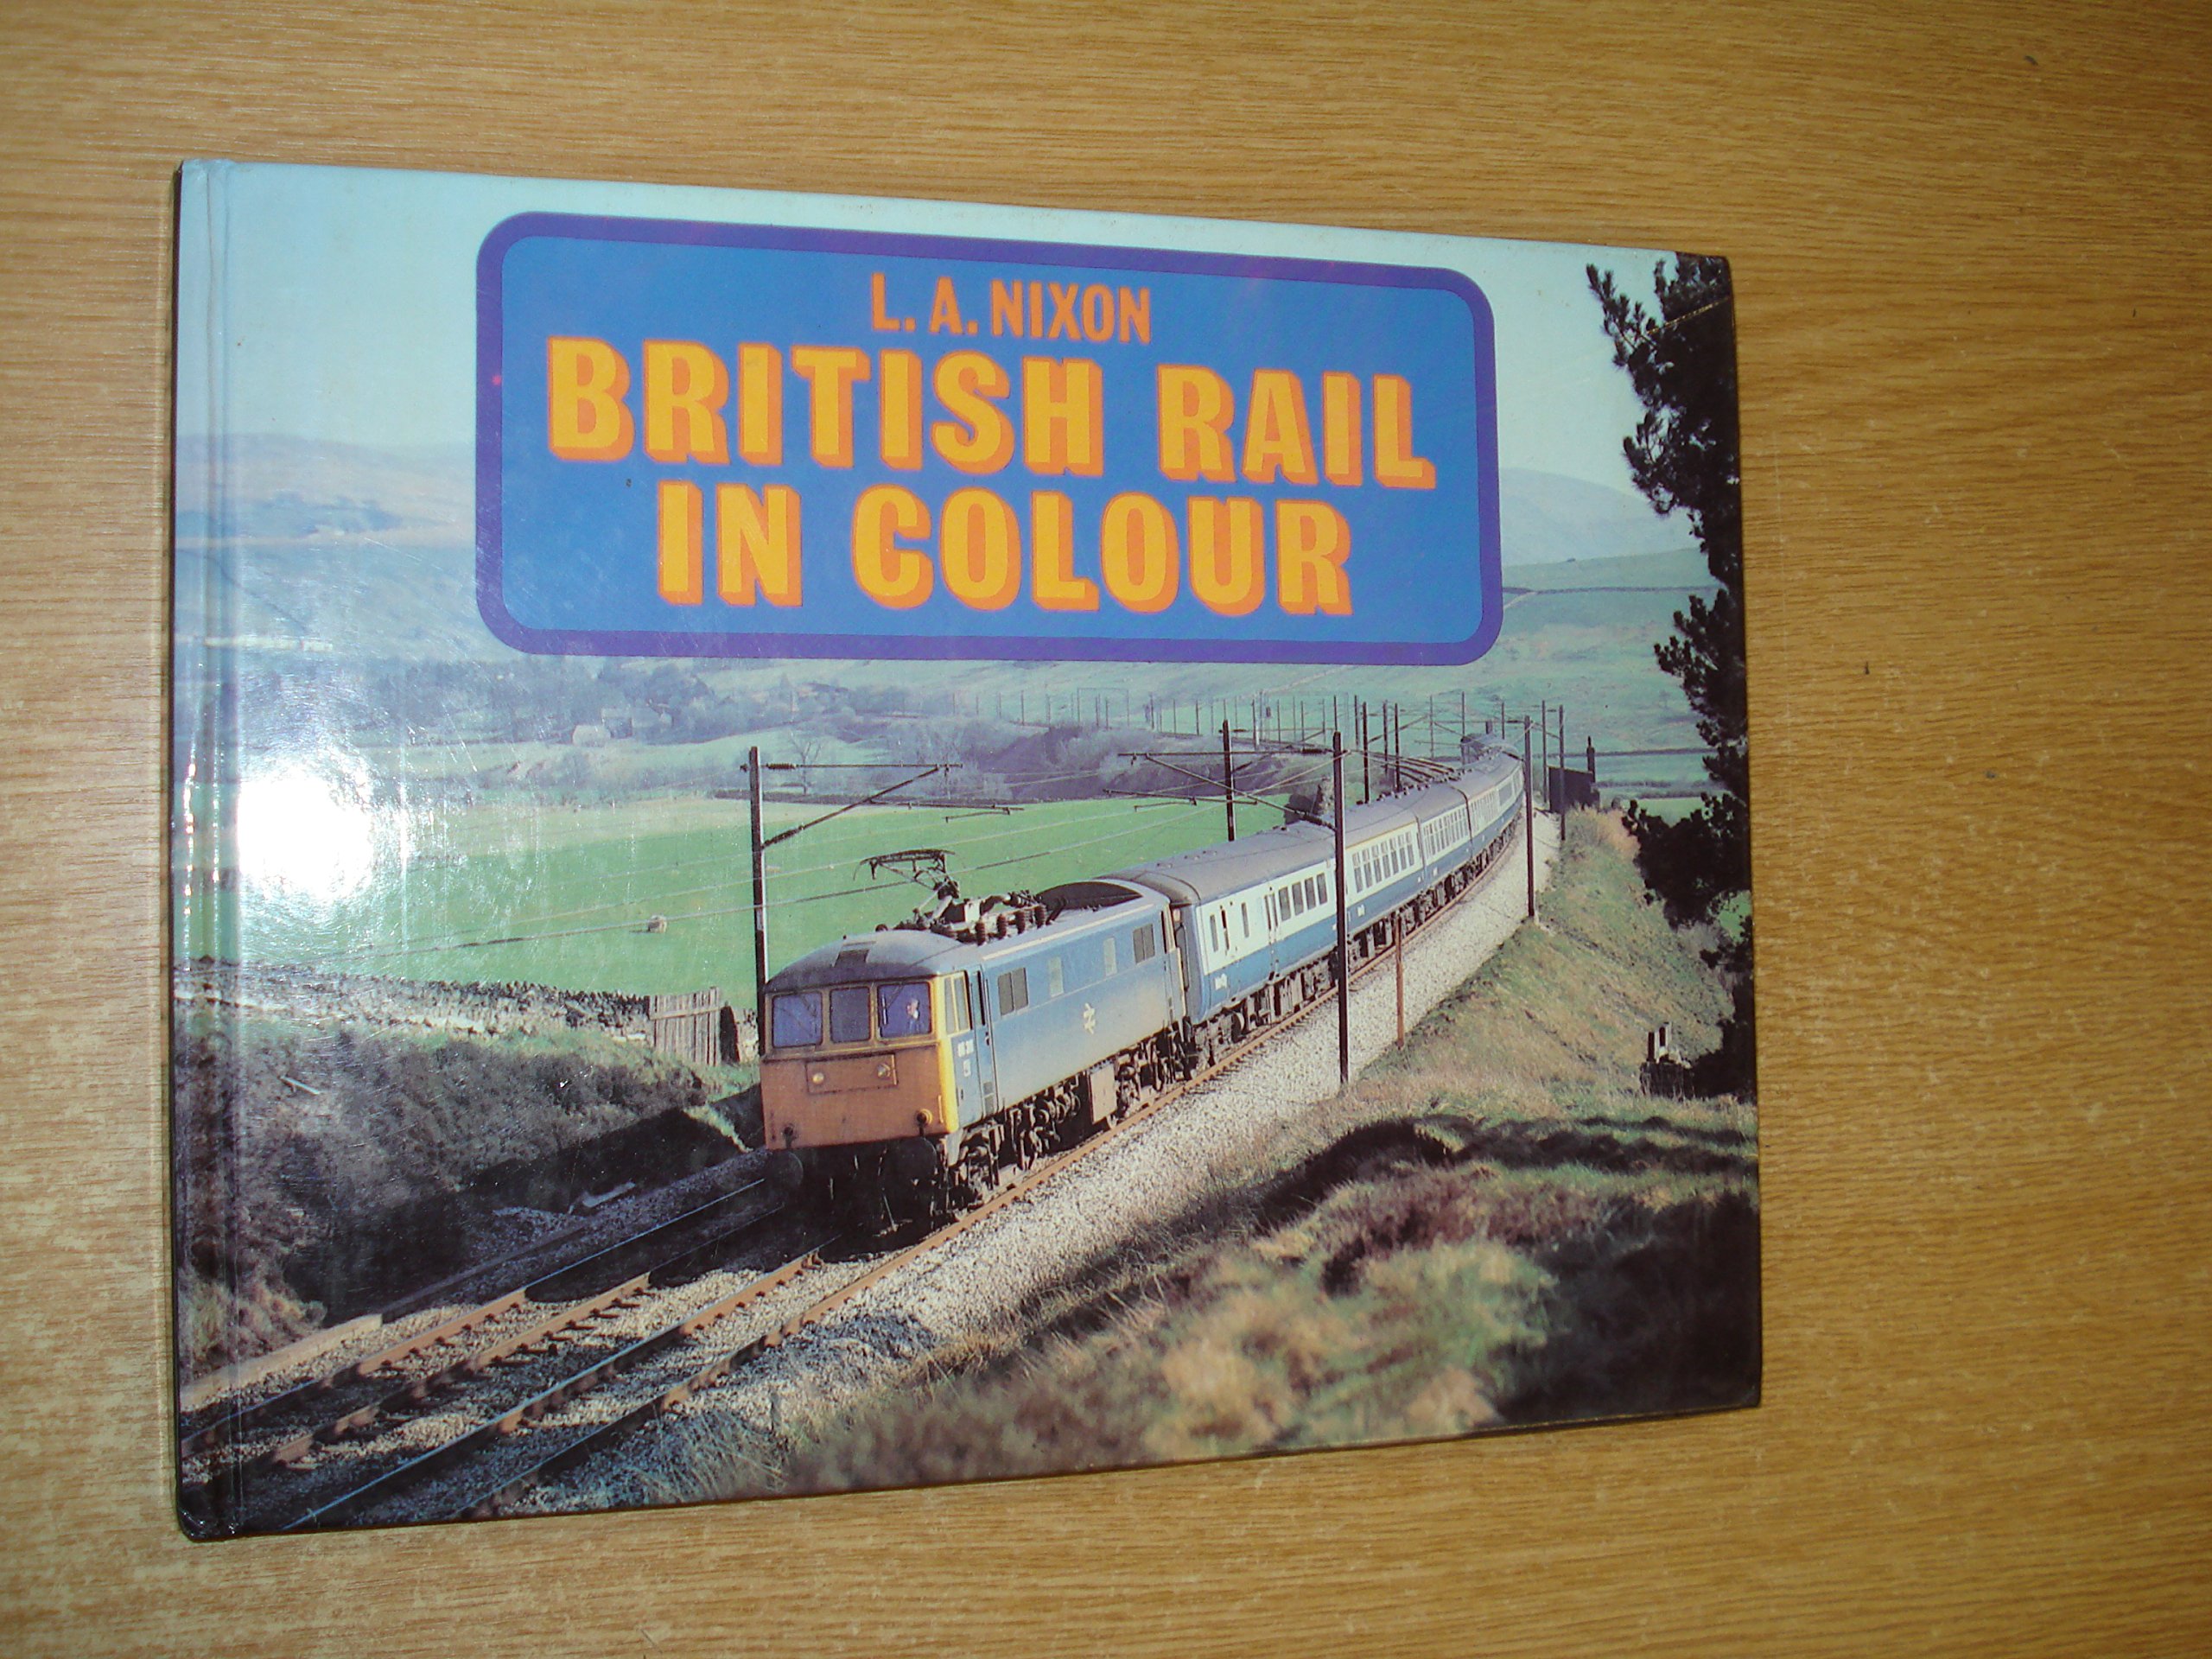 L. A. NIXON
BRITISH RAIL
IN COLOUR